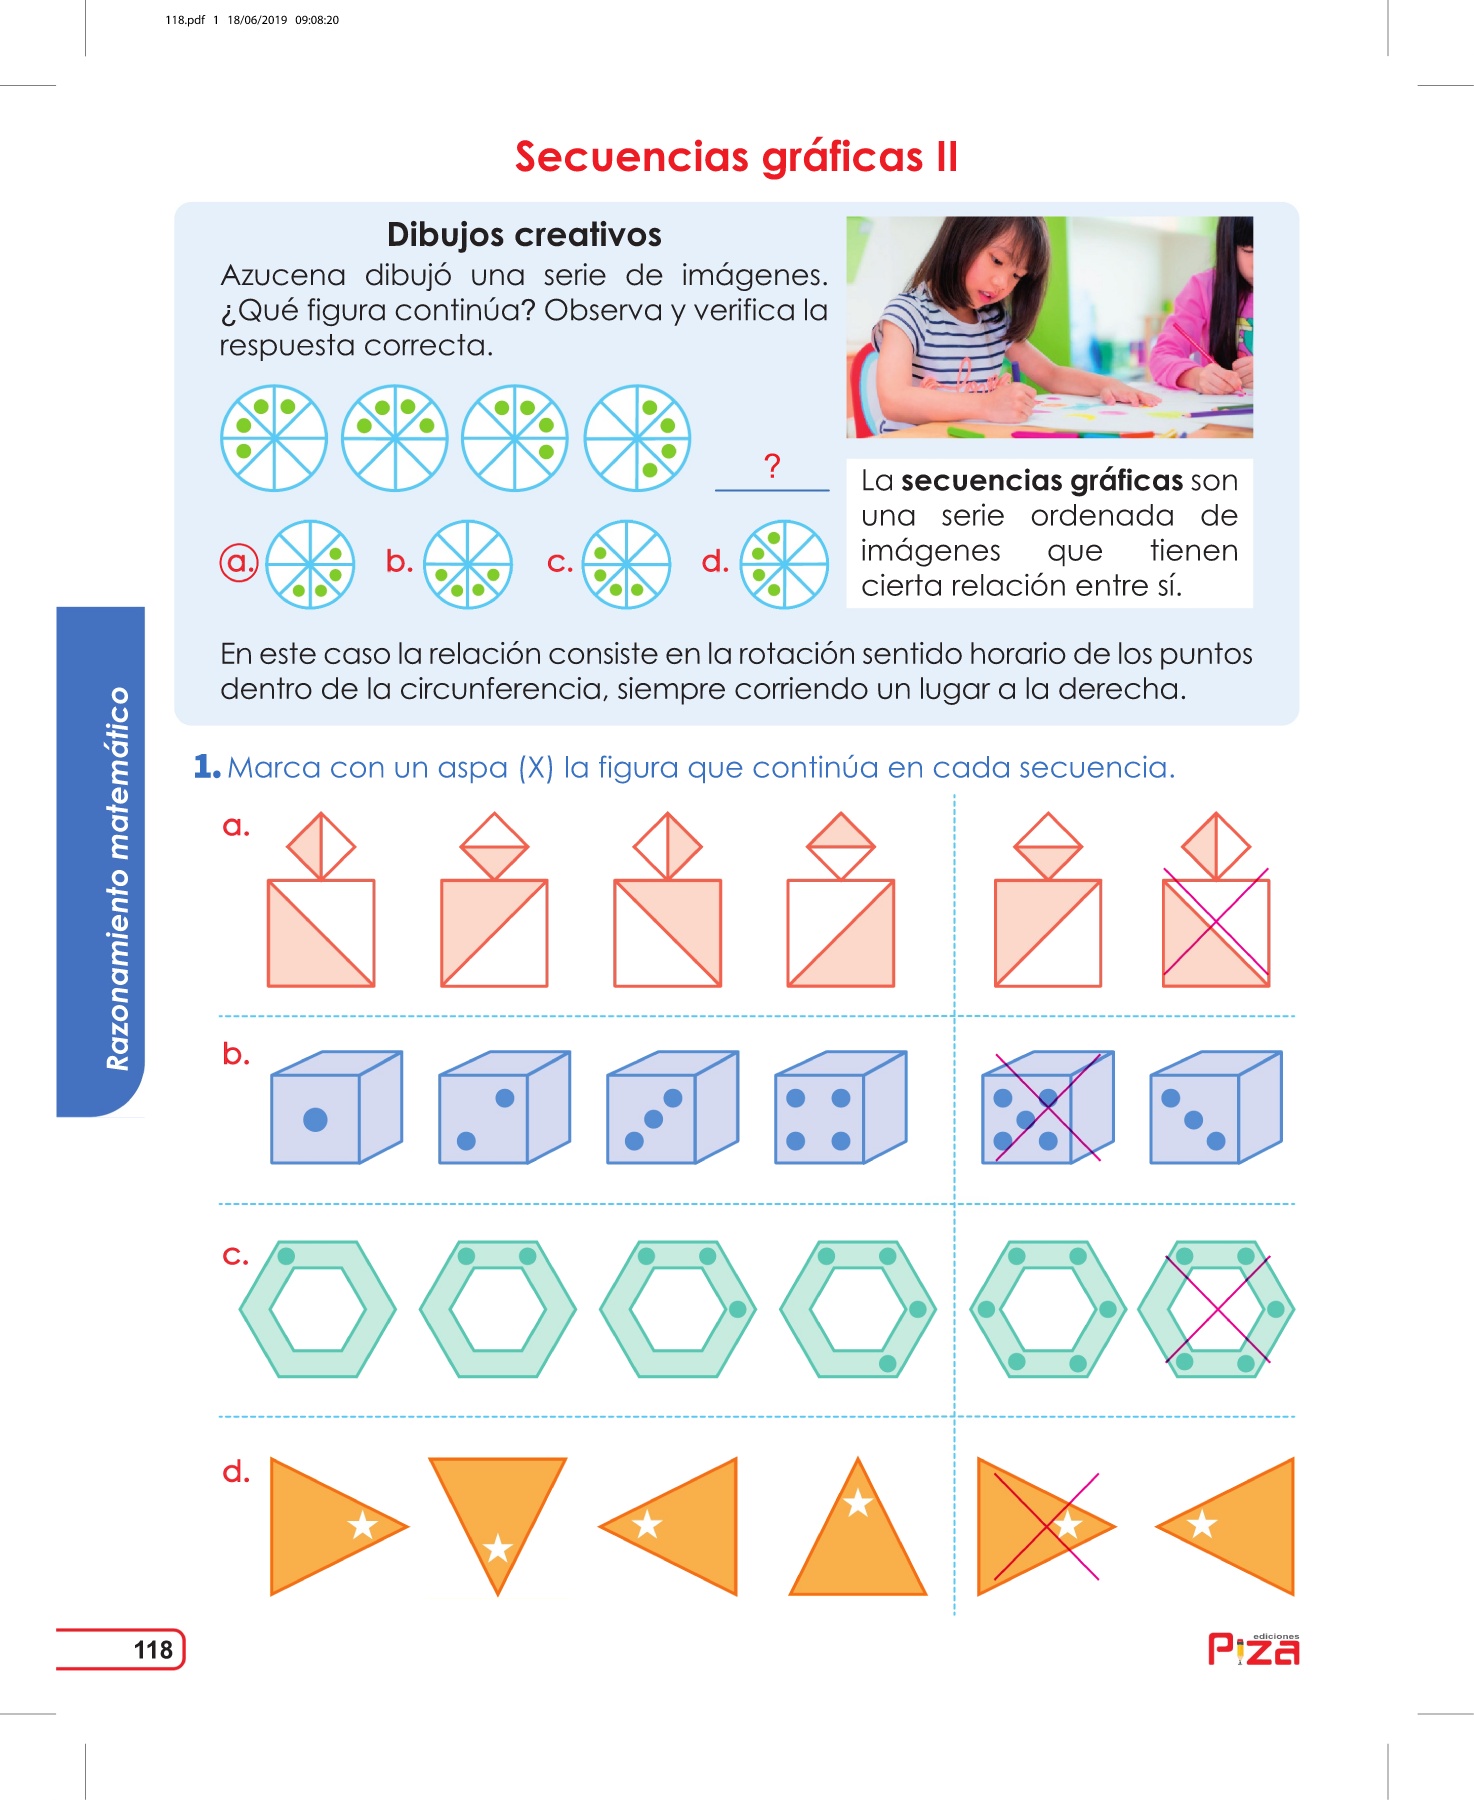 118.pdf 1 18/06/2019 09:08:20
Secuencias gráficas II
Dibujos creativos
Azucena dibujó una serie de imágenes.
¿Qué figura continúa? Observa y verifica la
respuesta correcta.
?
a.
b.
c.
d.
La secuencias gráficas son
una serie ordenada de
imágenes que tienen
cierta relación entre sí.
En este caso la relación consiste en la rotación sentido horario de los puntos
dentro de la circunferencia, siempre corriendo un lugar a la derecha.
Razonamiento matemático
1. Marca con un aspa (X) la figura que continúa en cada secuencia.
a.
b.
c.
d.
118
ediciones
Piza